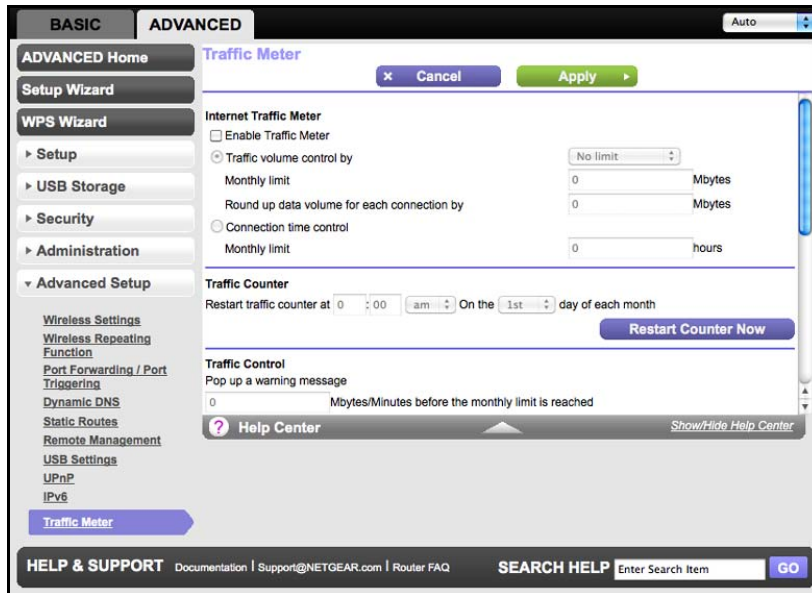 BASIC ADVANCED Auto
ADVANCED Home
Setup Wizard
WPS Wizard
Setup
USB Storage
Security
Administration
Advanced Setup
Wireless Settings
Wireless Repeating
Function
Port Forwarding / Port
Triggering
Dynamic DNS
Static Routes
Remote Management
USB Settings
UPnP
IPv6
Traffic Meter
Traffic Meter
Cancel Apply
Internet Traffic Meter
Enable Traffic Meter
Traffic volume control by No limit
Monthly limit 0 Mbytes
Round up data volume for each connection by 0 Mbytes
Connection time control
Monthly limit 0 hours
Traffic Counter
Restart traffic counter at 0 :00 am On the 1st day of each month
Restart Counter Now
Traffic Control
Pop up a warning message
0 Mbytes/Minutes before the monthly limit is reached
? Help Center Show/Hide Help Center
HELP & SUPPORT Documentation | Support@NETGEAR.com | Router FAQ SEARCH HELP Enter Search Item GO